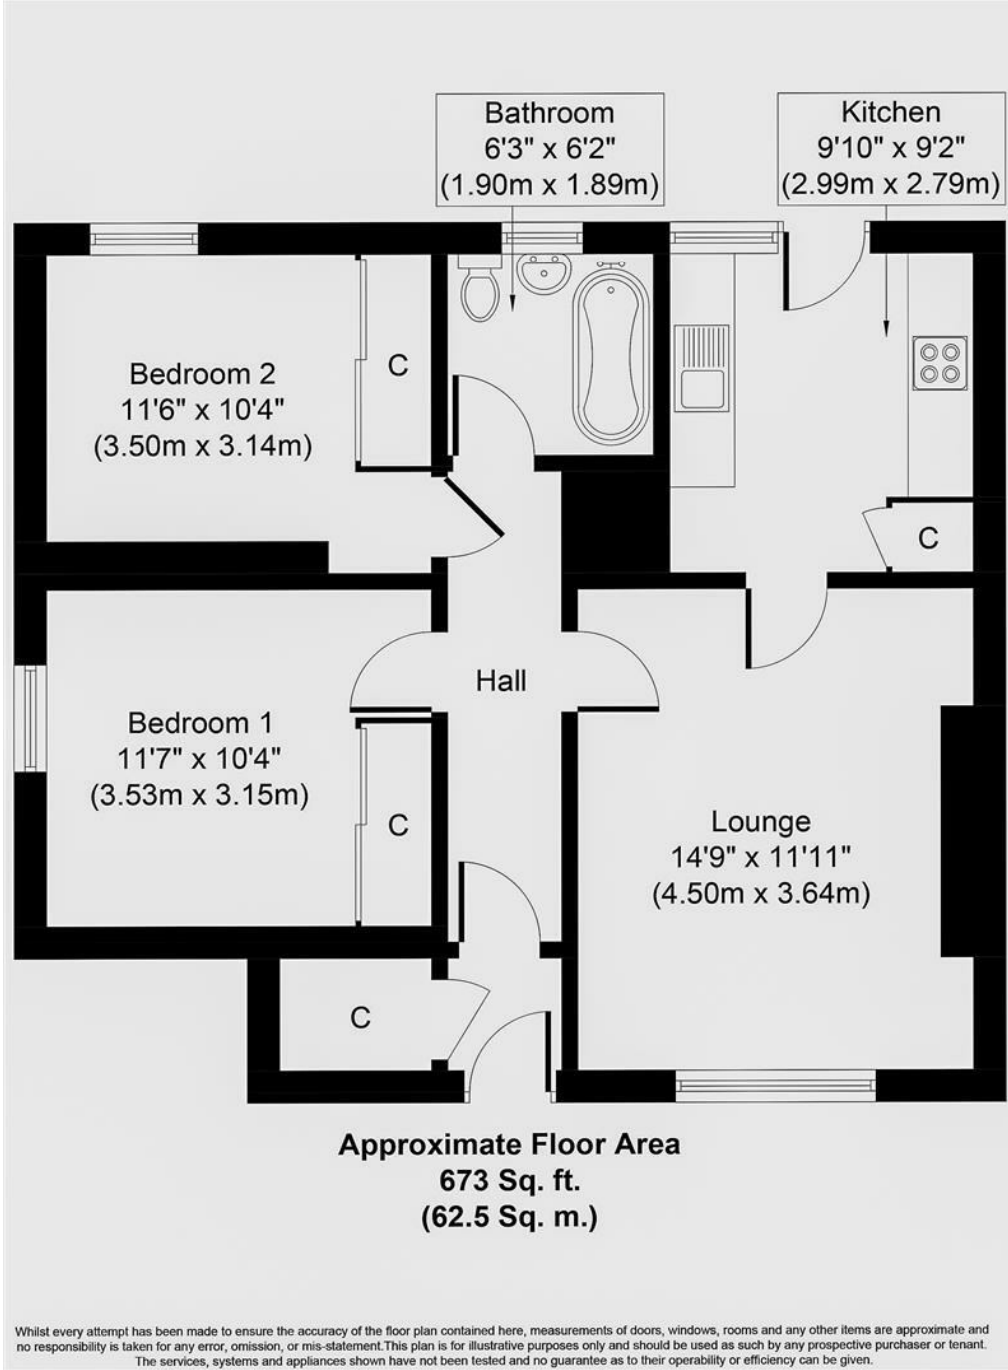 Bathroom
6'3" x 6'2"
(1.90m x 1.89m)
Kitchen
9'10" x 9'2"
(2.99m x 2.79m)
Bedroom 2
11'6" x 10'4"
(3.50m x 3.14m)
C
C
Hall
Bedroom 1
11'7" x 10'4"
(3.53m x 3.15m)
C
Lounge
14'9" x 11'11"
(4.50m x 3.64m)
C
Approximate Floor Area
673 Sq. ft.
(62.5 Sq. m.)
Whilst every attempt has been made to ensure the accuracy of the floor plan contained here, measurements of doors, windows, rooms and any other items are approximate and
no responsibility is taken for any error, omission, or mis-statement.This plan is for illustrative purposes only and should be used as such by any prospective purchaser or tenant.
The services, systems and appliances shown have not been tested and no guarantee as to their operability or efficiency can be given.